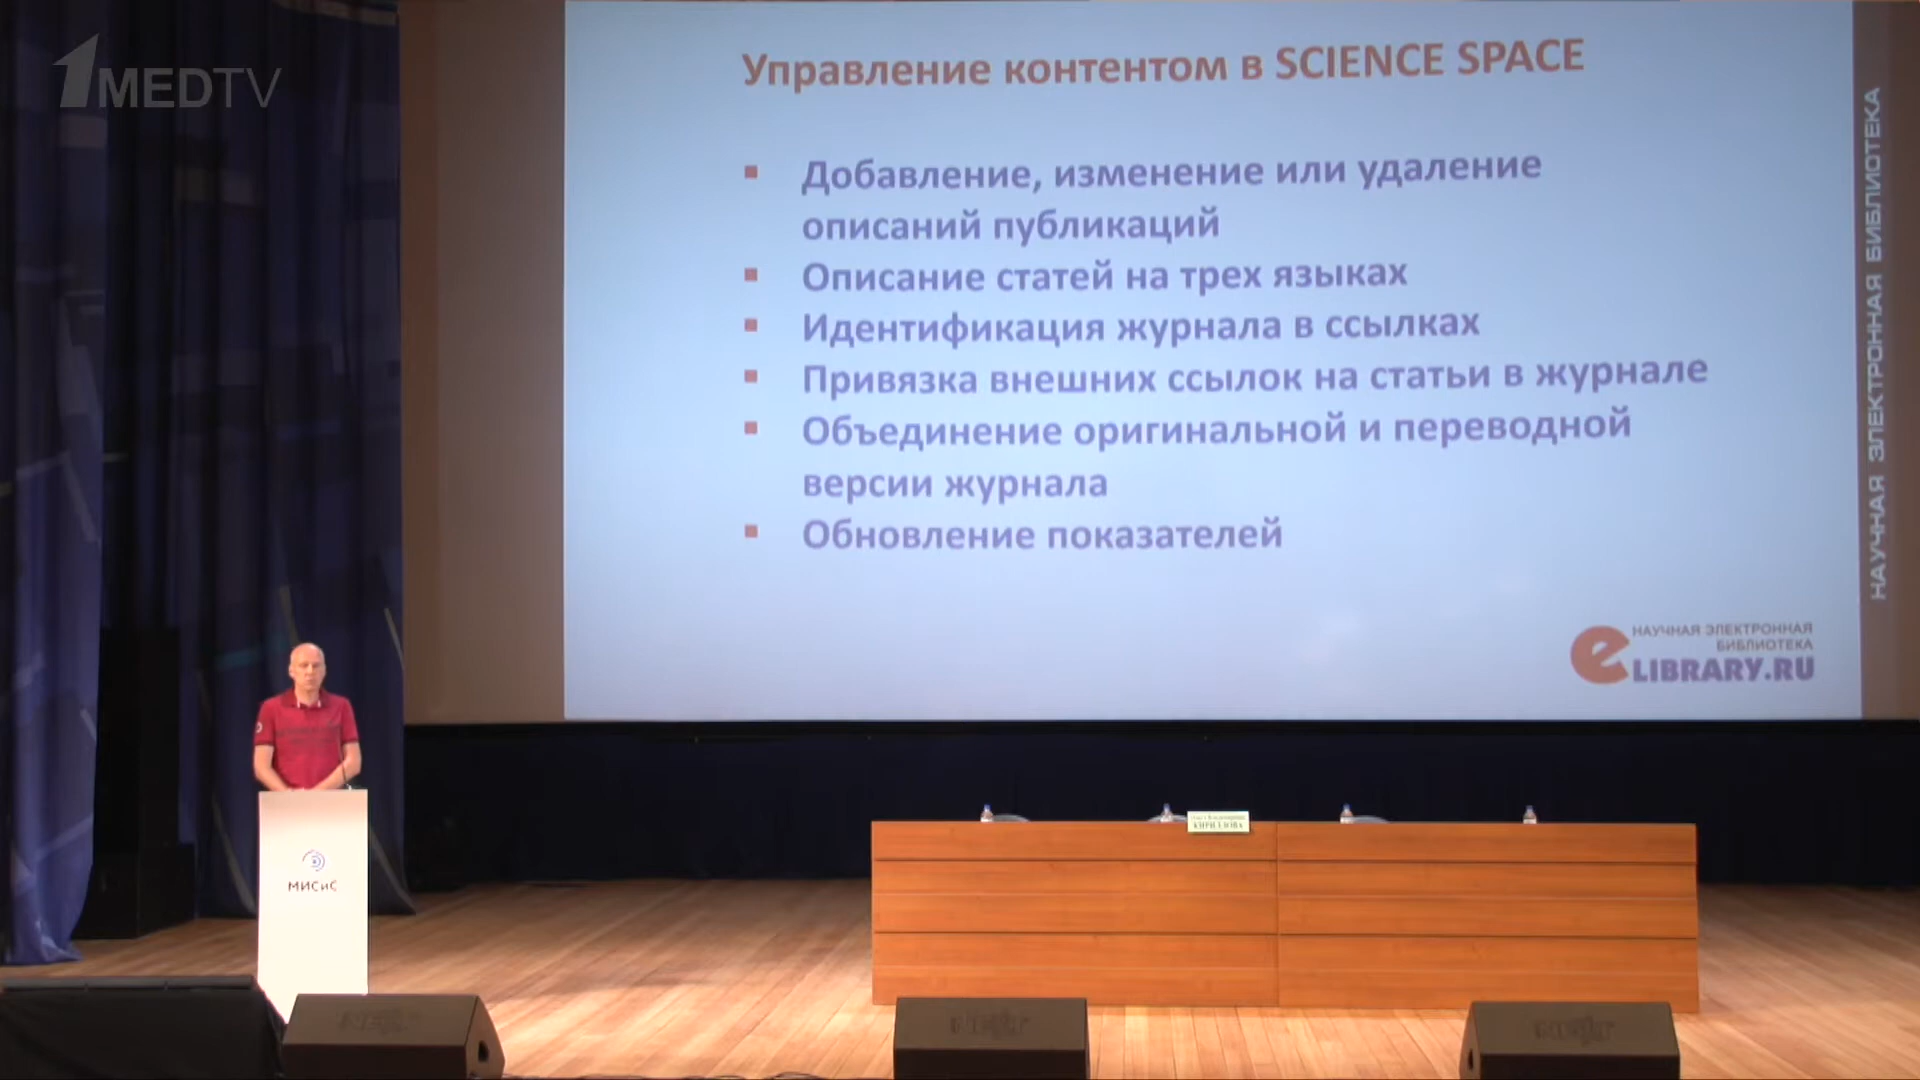 1MEDTV
Управление контентом в SCIENCE SPACE
Добавление, изменение или удаление
описаний публикаций
Описание статей на трех языках
Идентификация журнала в ссылках
Привязка внешних ссылок на статьи в журнале
Объединение оригинальной и переводной
версии журнала
Обновление показателей
НАУЧНАЯ ЭЛЕКТРОННАЯ
БИБЛИОТЕКА
eLIBRARY.RU
НАУЧНАЯ ЭЛЕКТРОННАЯ БИБЛИОТЕКА
КИРИЛЛОВА
МИСиС